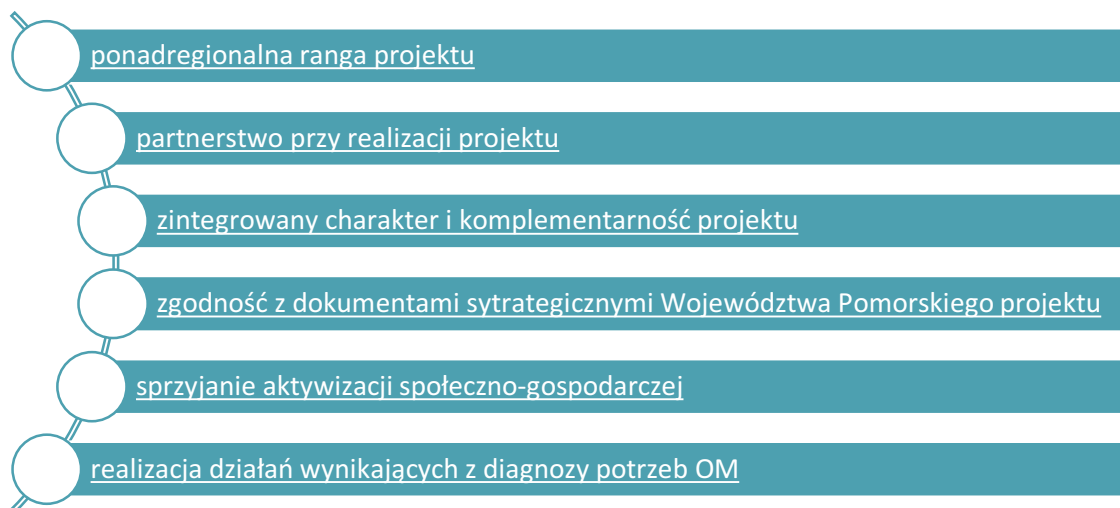 ponadregionalna ranga projektu
partnerstwo przy realizacji projektu
zintegrowany charakter i komplementarność projektu
zgodność z dokumentami sytrategicznymi Województwa Pomorskiego projektu
sprzyjanie aktywizacji społeczno-gospodarczej
realizacja działań wynikających z diagnozy potrzeb OM